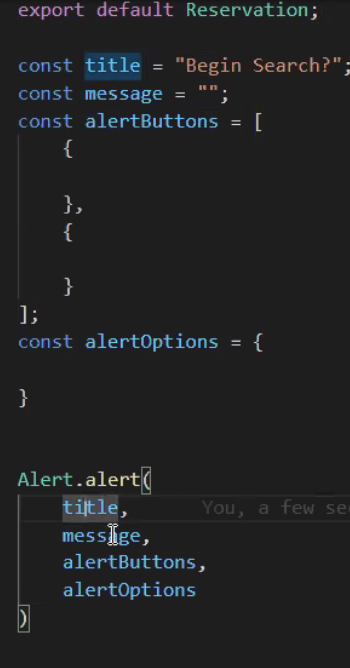 export default Reservation;
const title = "Begin Search?";
const message = "";
const alertButtons = [
{
},
{
}
];
const alertOptions = {
}
Alert.alert(
title, You, a few se
message,
alertButtons,
alertOptions
)